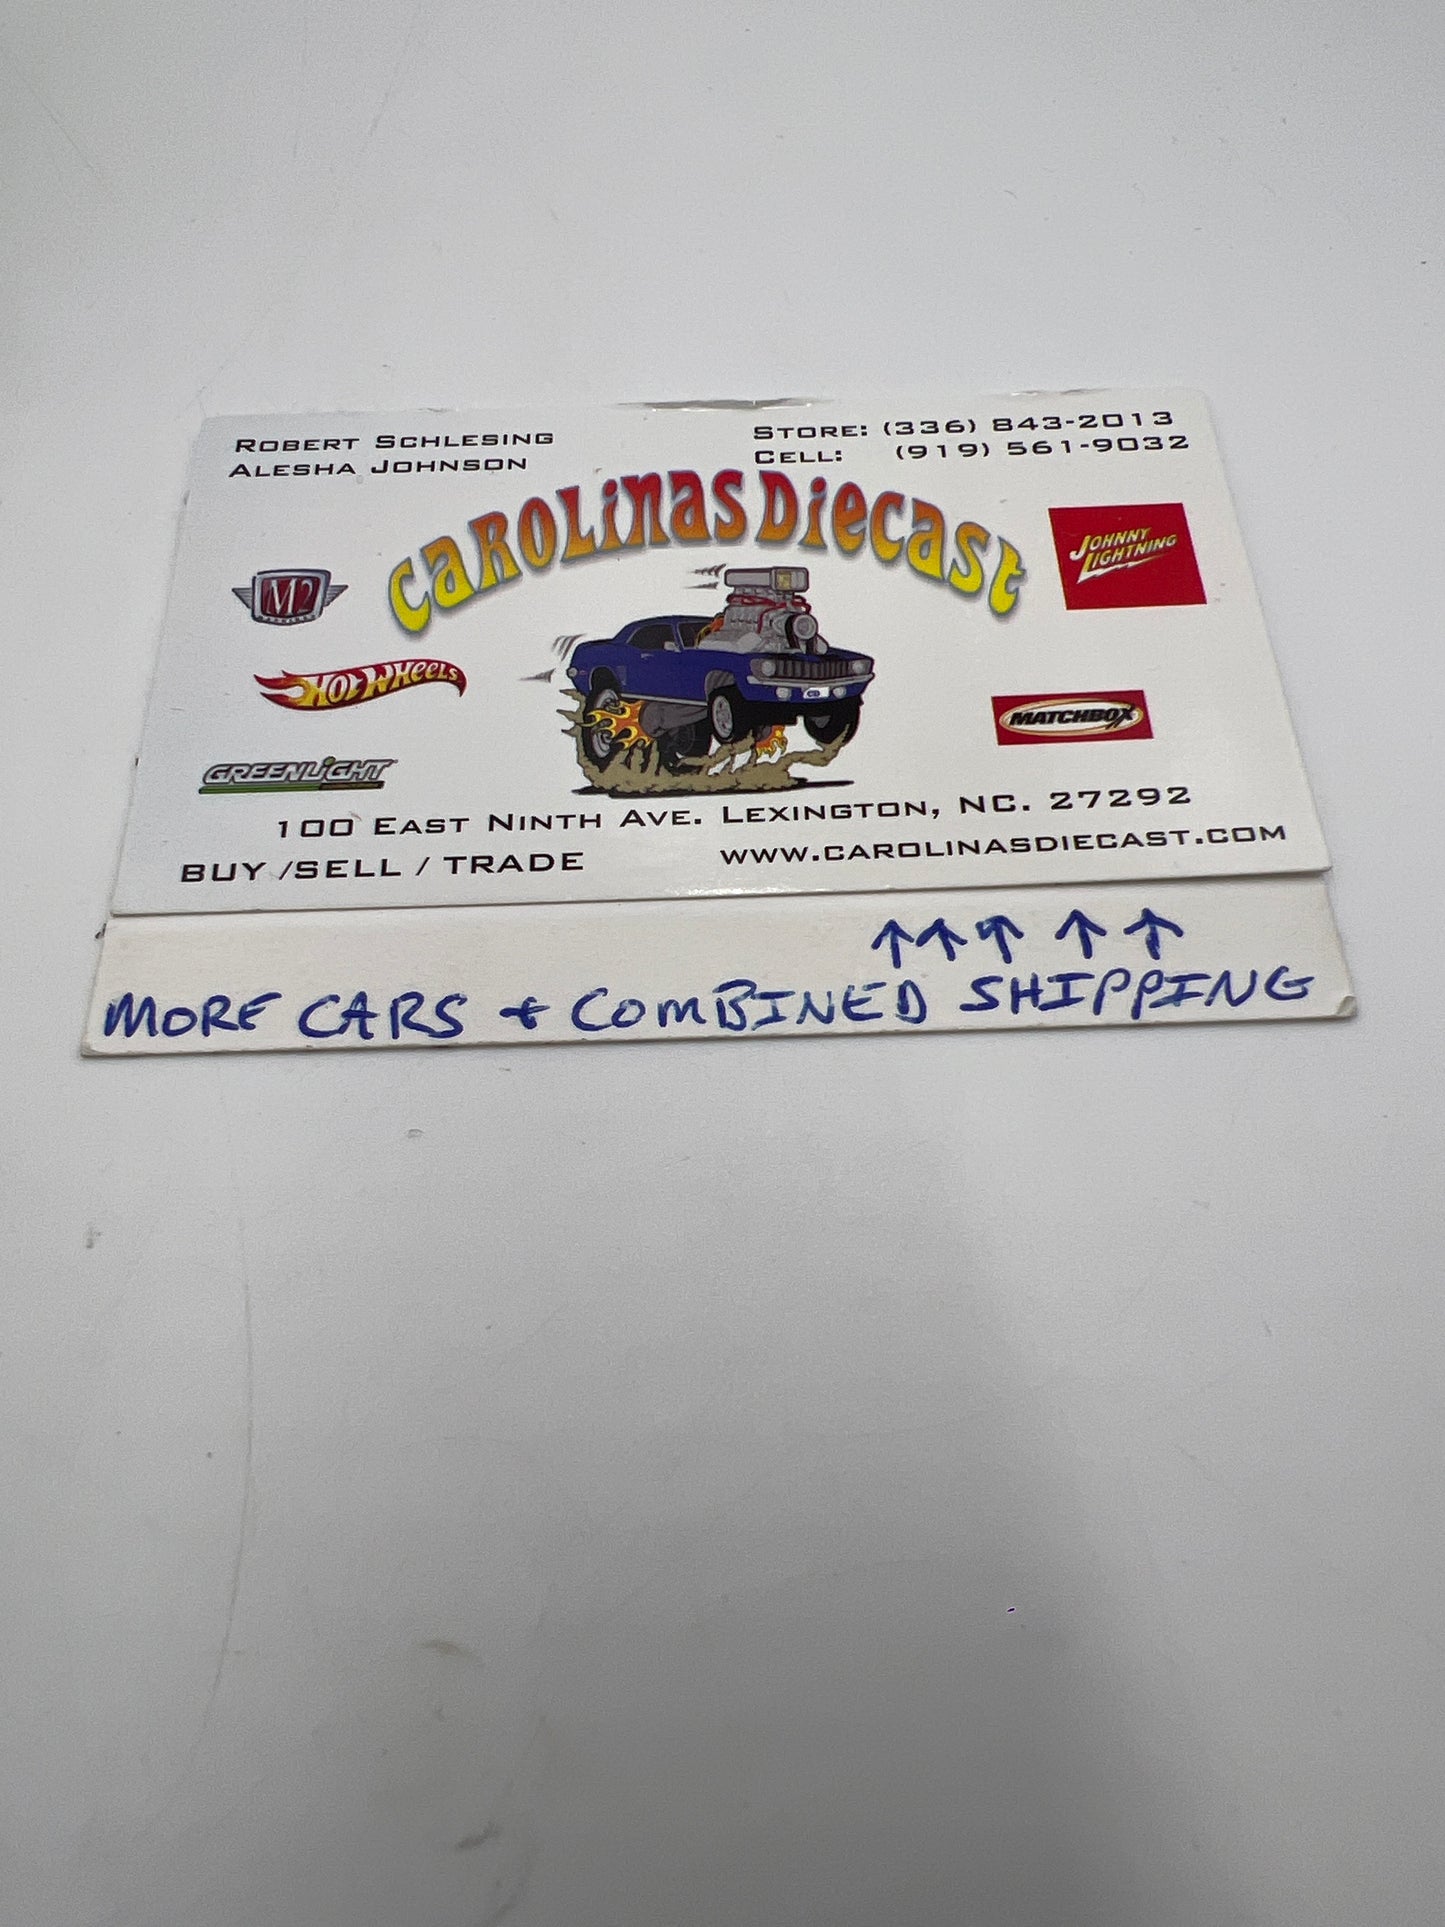 ROBERT SCHLESING
ALESHA JOHNSON
STORE: (336) 843-2013
CELL: (919) 561-9032
CAROLINAS DIECAST
M2
JOHNNY
LIGHTNING
HOT WHEELS
MATCHBOX
GREENLIGHT
100 EAST NINTH AVE. LEXINGTON, NC. 27292
BUY /SELL / TRADE
WWW.CAROLINASDIECAST.COM
↑↑↑ ↑ ↑
MORE CARS + COMBINED SHIPPING